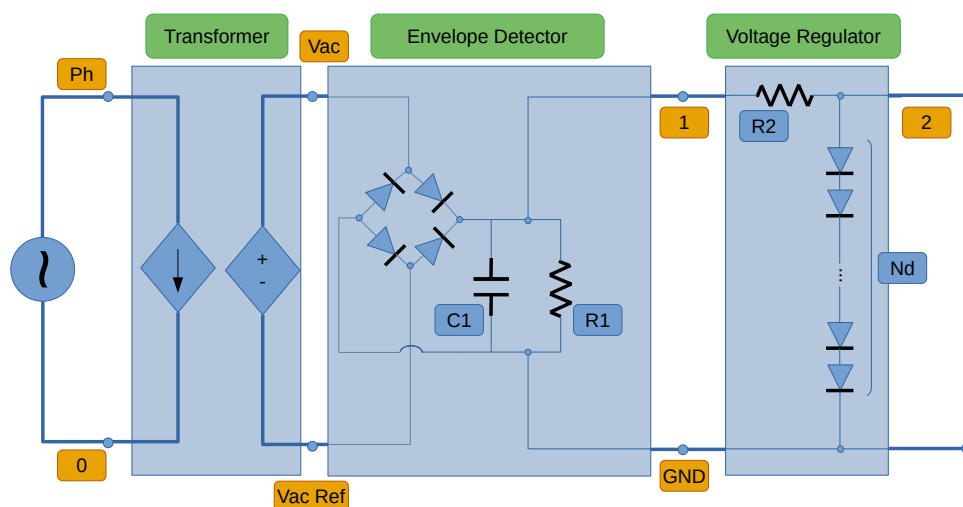 Transformer
Envelope Detector
Voltage Regulator
Vac
Ph
1
2
R2
+
-
...
Nd
C1
R1
0
Vac Ref
GND